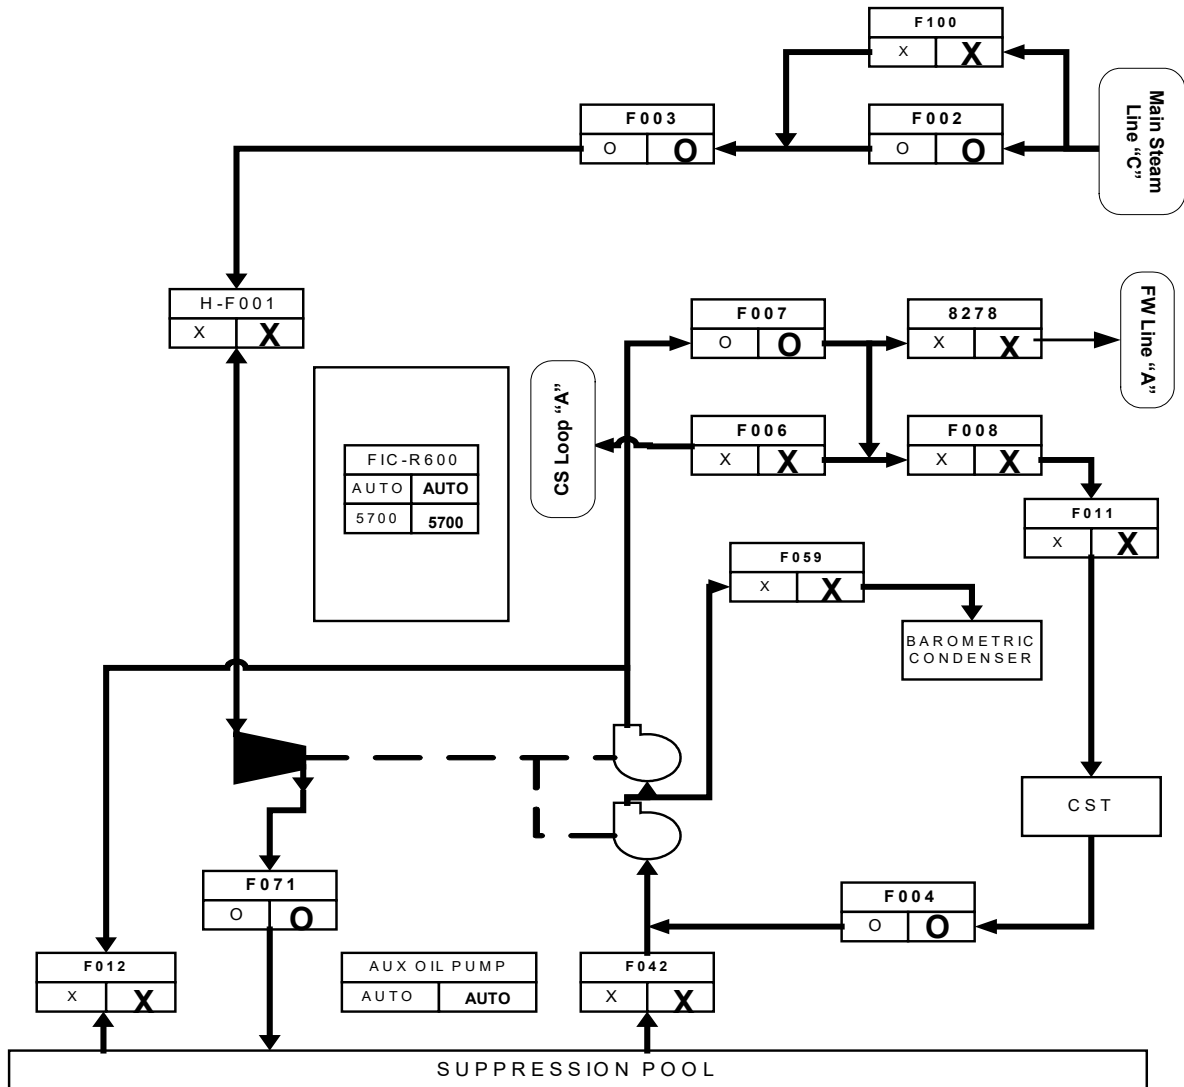 F100
X X
Main Steam
Line "C"
F003
O O
F002
O O
H-F001
X X
F007
O O
8278
X X
FW Line "A"
CS Loop "A"
F006
X X
F008
X X
FIC-R600
AUTO AUTO
5700 5700
F011
X X
F059
X X
BAROMETRIC
CONDENSER
CST
F071
O O
F004
O O
F012
X X
AUX OIL PUMP
AUTO AUTO
F042
X X
SUPPRESSION POOL